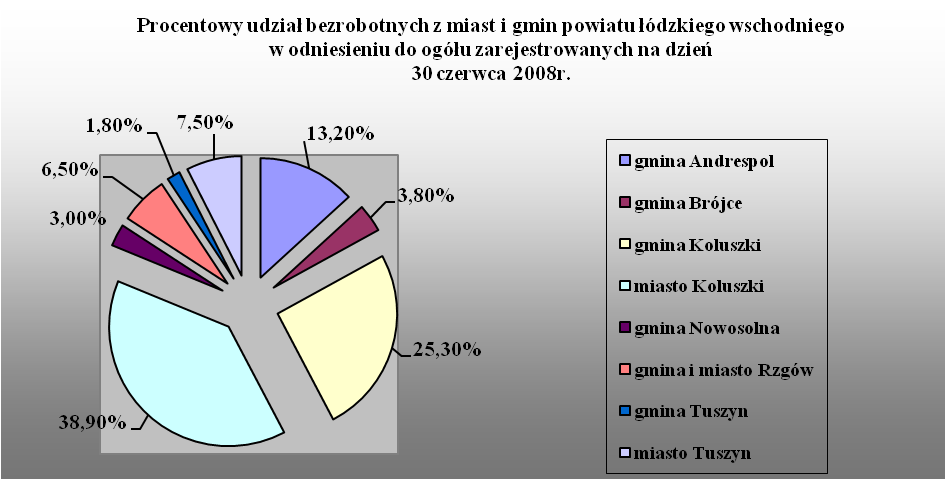 Procentowy udział bezrobotnych z miast i gmin powiatu łódzkiego wschodniego
w odniesieniu do ogółu zarejestrowanych na dzień
30 czerwca 2008r.
7,50%
1,80%
13,20%
6,50%
3,80%
3,00%
25,30%
38,90%
gmina Andrespol
gmina Brójce
gmina Koluszki
miasto Koluszki
gmina Nowosolna
gmina i miasto Rzgów
gmina Tuszyn
miasto Tuszyn